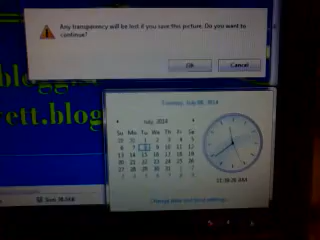 Any transparency will be lost if you save this picture. Do you want to
continue?
Ok Cancel
blogg
ett.blog
Tuesday, July 08, 2014
July, 2014
Su Mo Tu We Th Fr Sa
29 30 1 2 3 4 5
6 7 8 9 10 11 12
13 14 15 16 17 18 19
20 21 22 23 24 25 26
27 28 29 30 31 1 2
3 4 5 6 7 8 9
Change date and time settings...